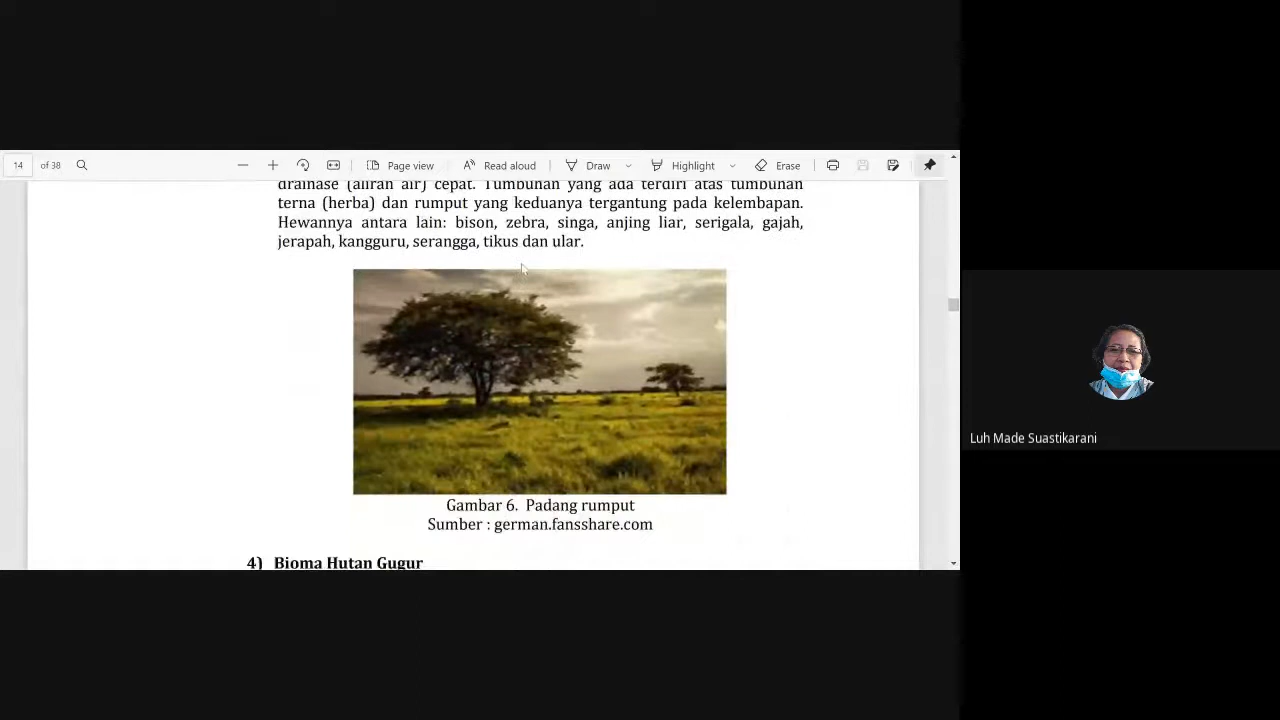 14 of 38 Page view Read aloud Draw Highlight Erase
drainase (aliran air) cepat. Tumbuhan yang ada terdiri atas tumbuhan
terna (herba) dan rumput yang keduanya tergantung pada kelembapan.
Hewannya antara lain: bison, zebra, singa, anjing liar, serigala, gajah,
jerapah, kangguru, serangga, tikus dan ular.
Gambar 6. Padang rumput
Sumber : german.fansshare.com
4) Bioma Hutan Gugur
Luh Made Suastikarani